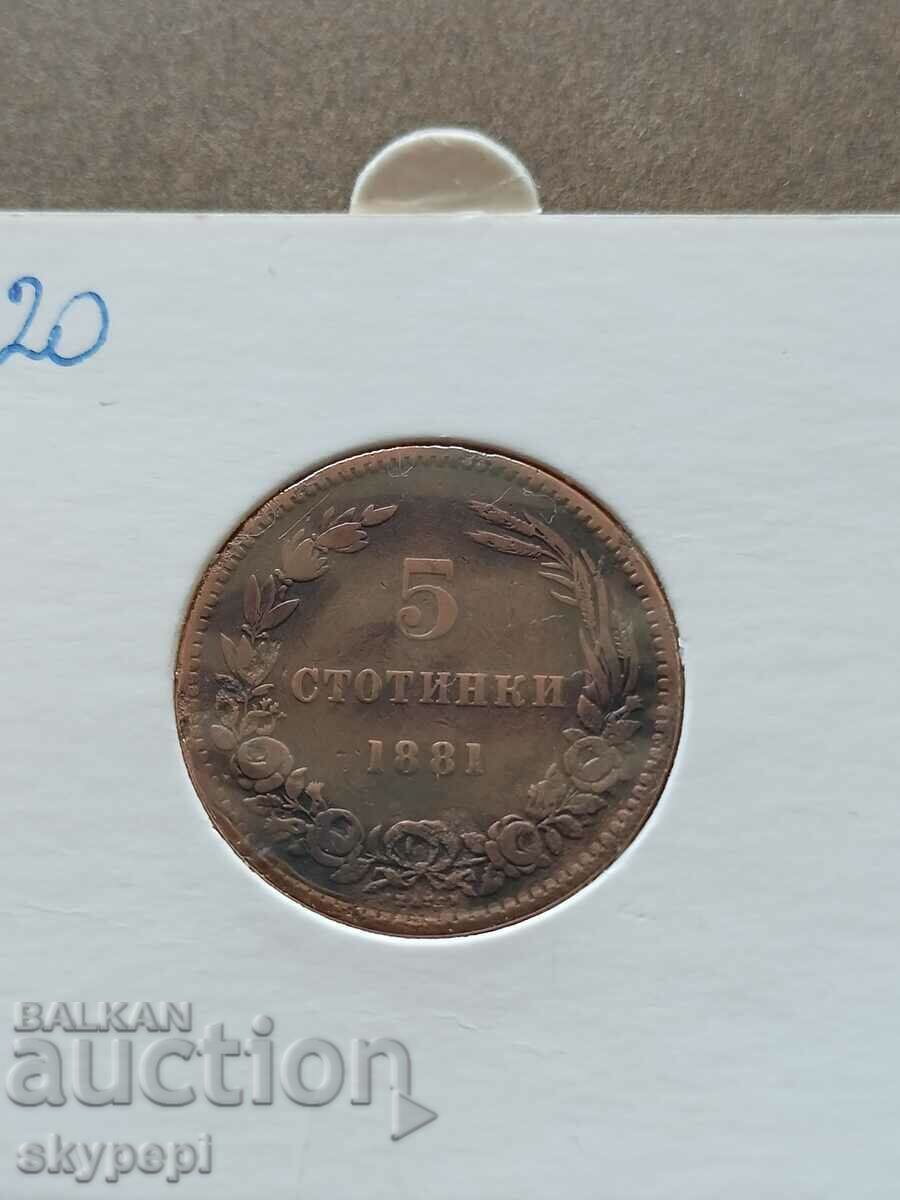 20
5
СТОТИНКИ
1881
BALKAN
auction
skypepi